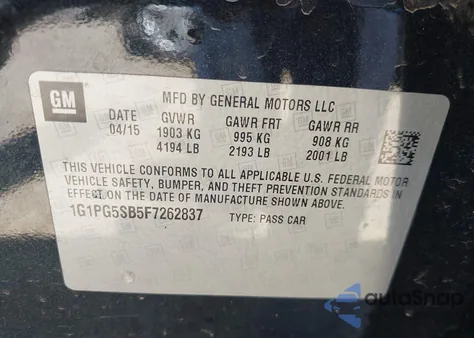 GM
MFD BY GENERAL MOTORS LLC
DATE GVWR GAWR FRT GAWR RR
04/15 1903 KG 995 KG 908 KG
4194 LB 2193 LB 2001 LB
THIS VEHICLE CONFORMS TO ALL APPLICABLE U.S. FEDERAL MOTOR
VEHICLE SAFETY, BUMPER, AND THEFT PREVENTION STANDARDS
IN EFFECT ON THE DATE OF MANUFACTURE SHOWN ABOVE.
1G1PG5SB5F7262837 TYPE: PASS CAR
autoSnap